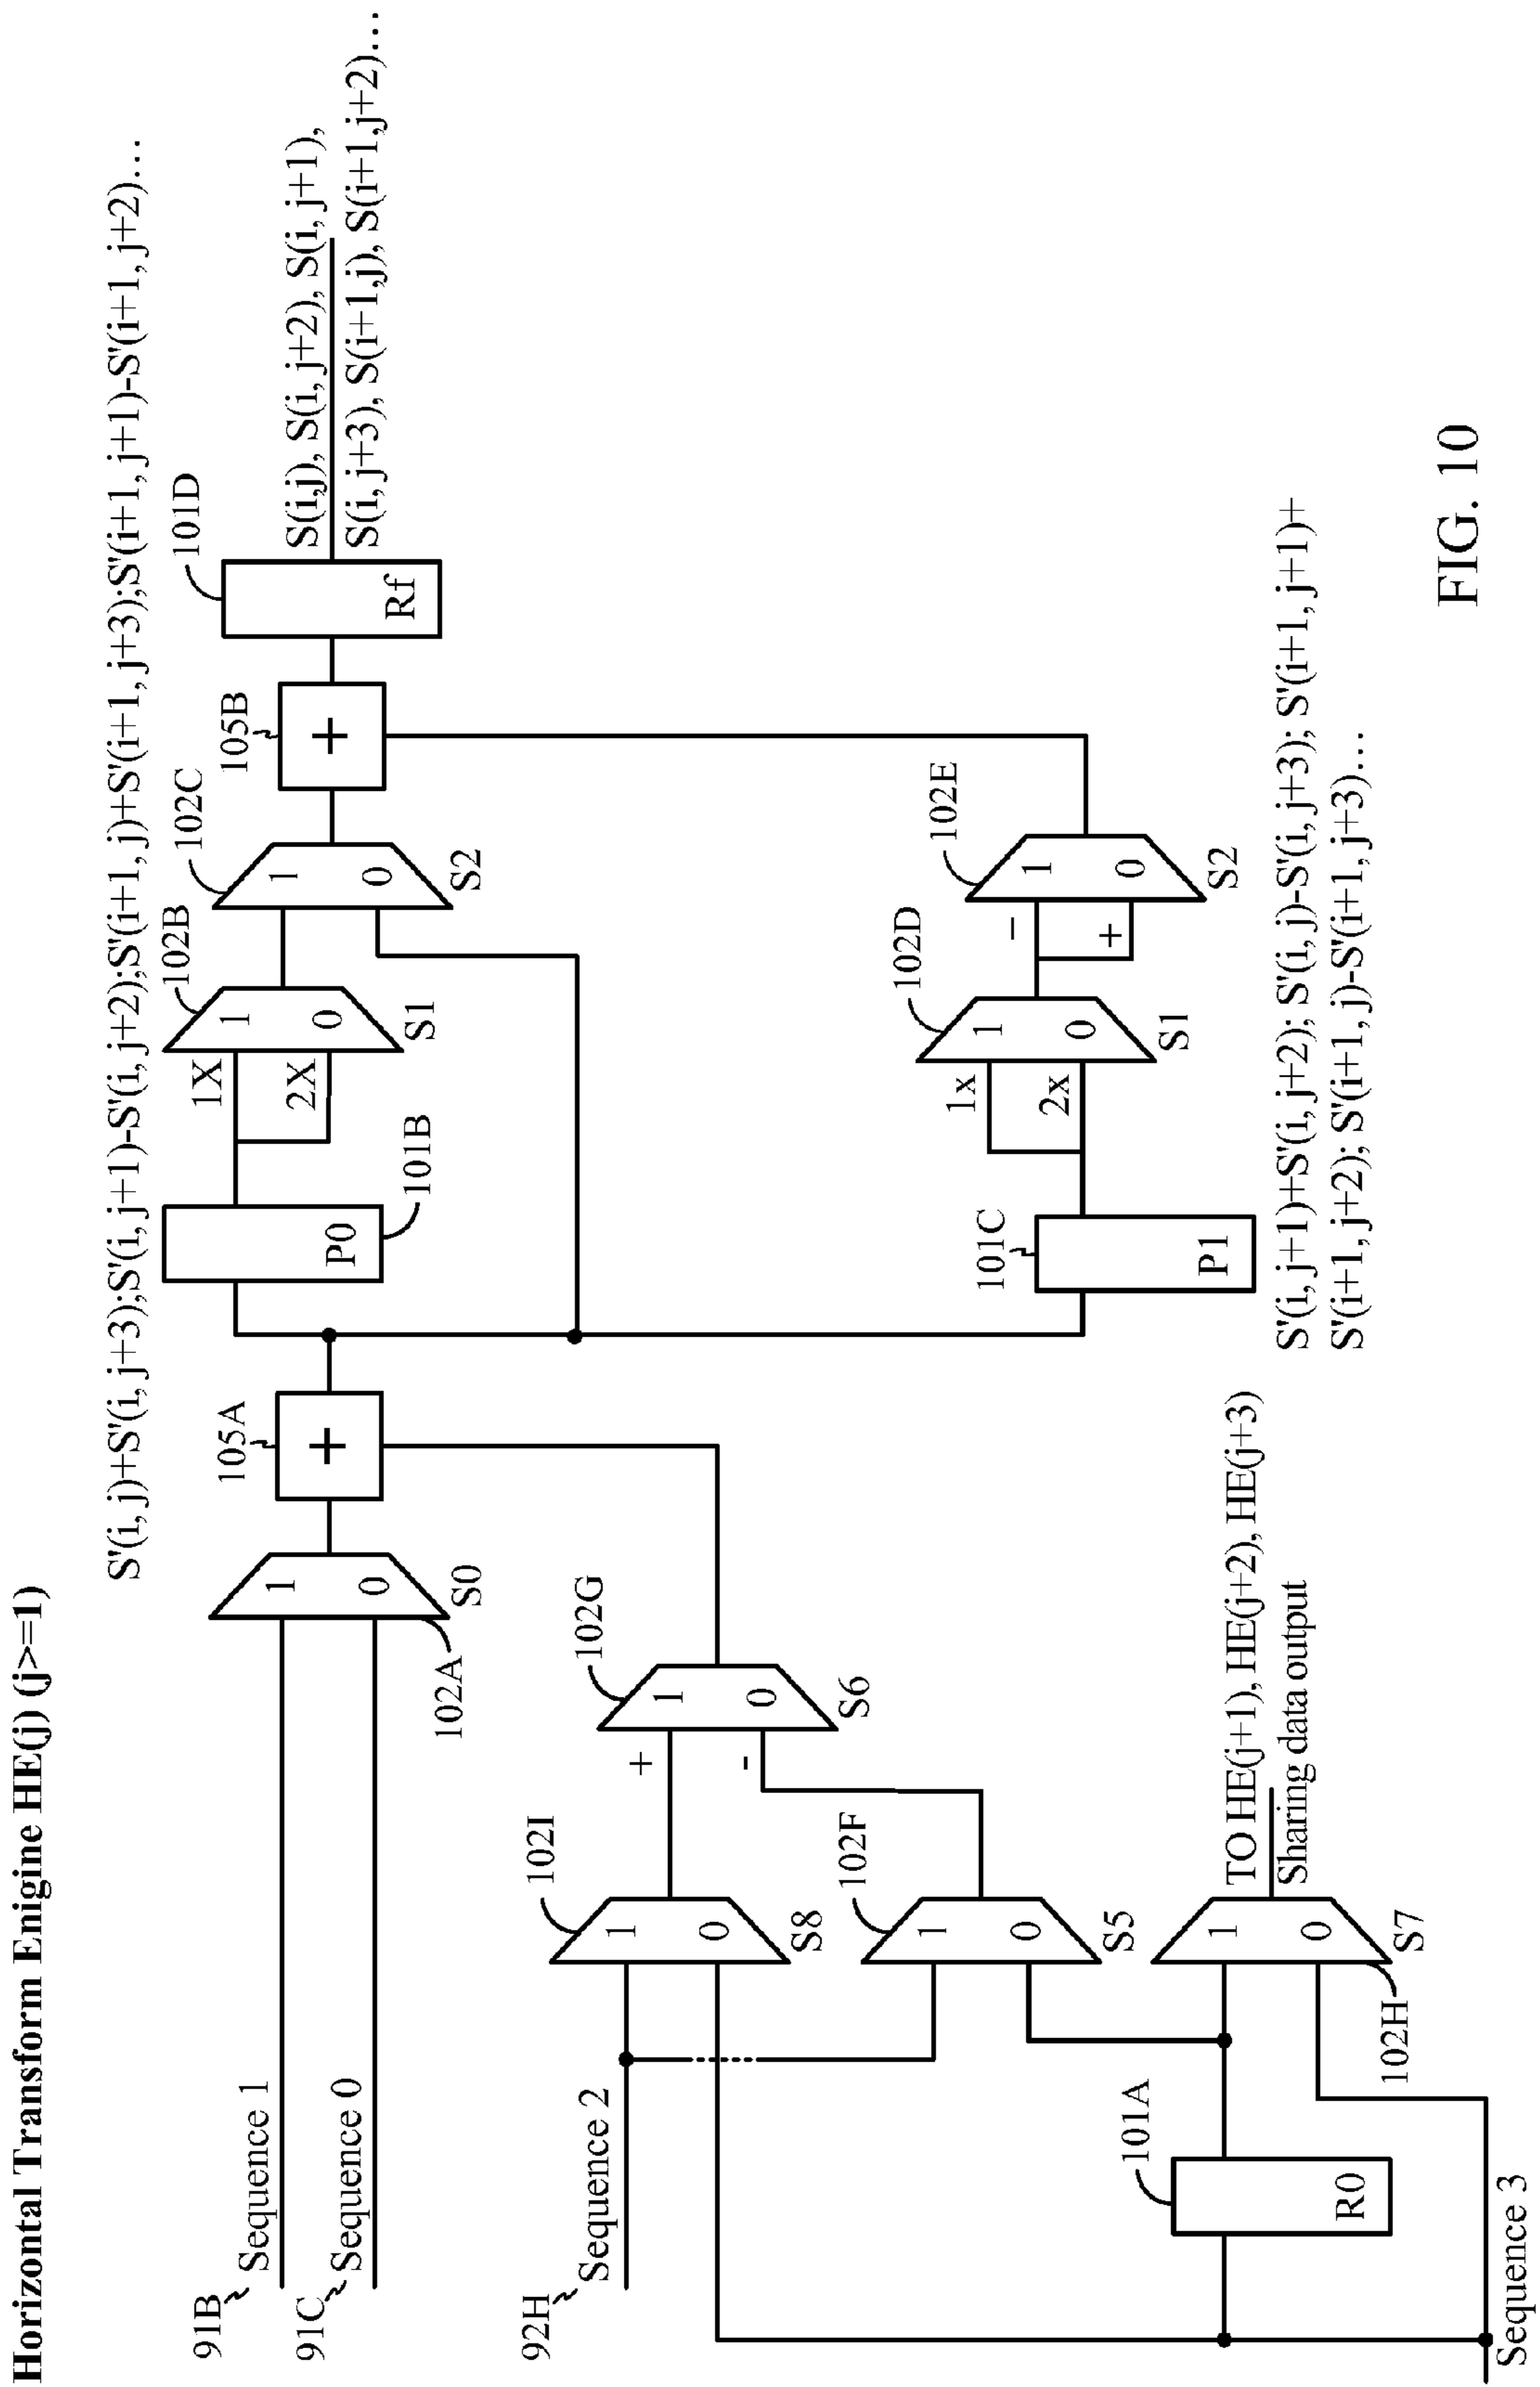 Horizontal Transform Enigine HE(j) (j>=1)
S'(i, j)+S'(i, j+3);S'(i, j+1)-S'(i, j+2);S'(i+1, j)+S'(i+1, j+3);S'(i+1, j+1)-S'(i+1, j+2)...
91B
Sequence 1
91C
Sequence 0
1
0
S0
102A
105A
+
P0
101B
1X
2X
1
0
S1
102B
1
0
S2
102C
105B
+
Rf
101D
S(i,j), S(i, j+2), S(i, j+1),
S(i, j+3), S(i+1,j), S(i+1,j+2)...
92H
Sequence 2
1
0
S8
102I
+
-
1
0
S6
102G
1
0
S5
102F
101A
R0
1
0
S7
102H
Sequence 3
TO HE(j+1), HE(j+2), HE(j+3)
Sharing data output
101C
P1
1x
2x
1
0
S1
102D
−
+
1
0
S2
102E
S'(i, j+1)+S'(i, j+2); S'(i, j)-S'(i, j+3); S'(i+1, j+1)+
S'(i+1, j+2); S'(i+1, j)-S'(i+1, j+3)...
FIG. 10